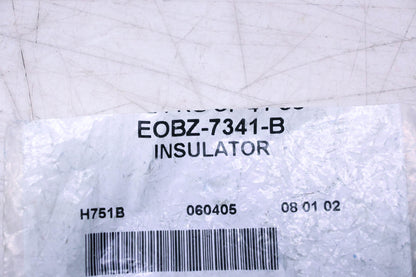 EOBZ-7341-B
INSULATOR
H751B 060405 08 01 02